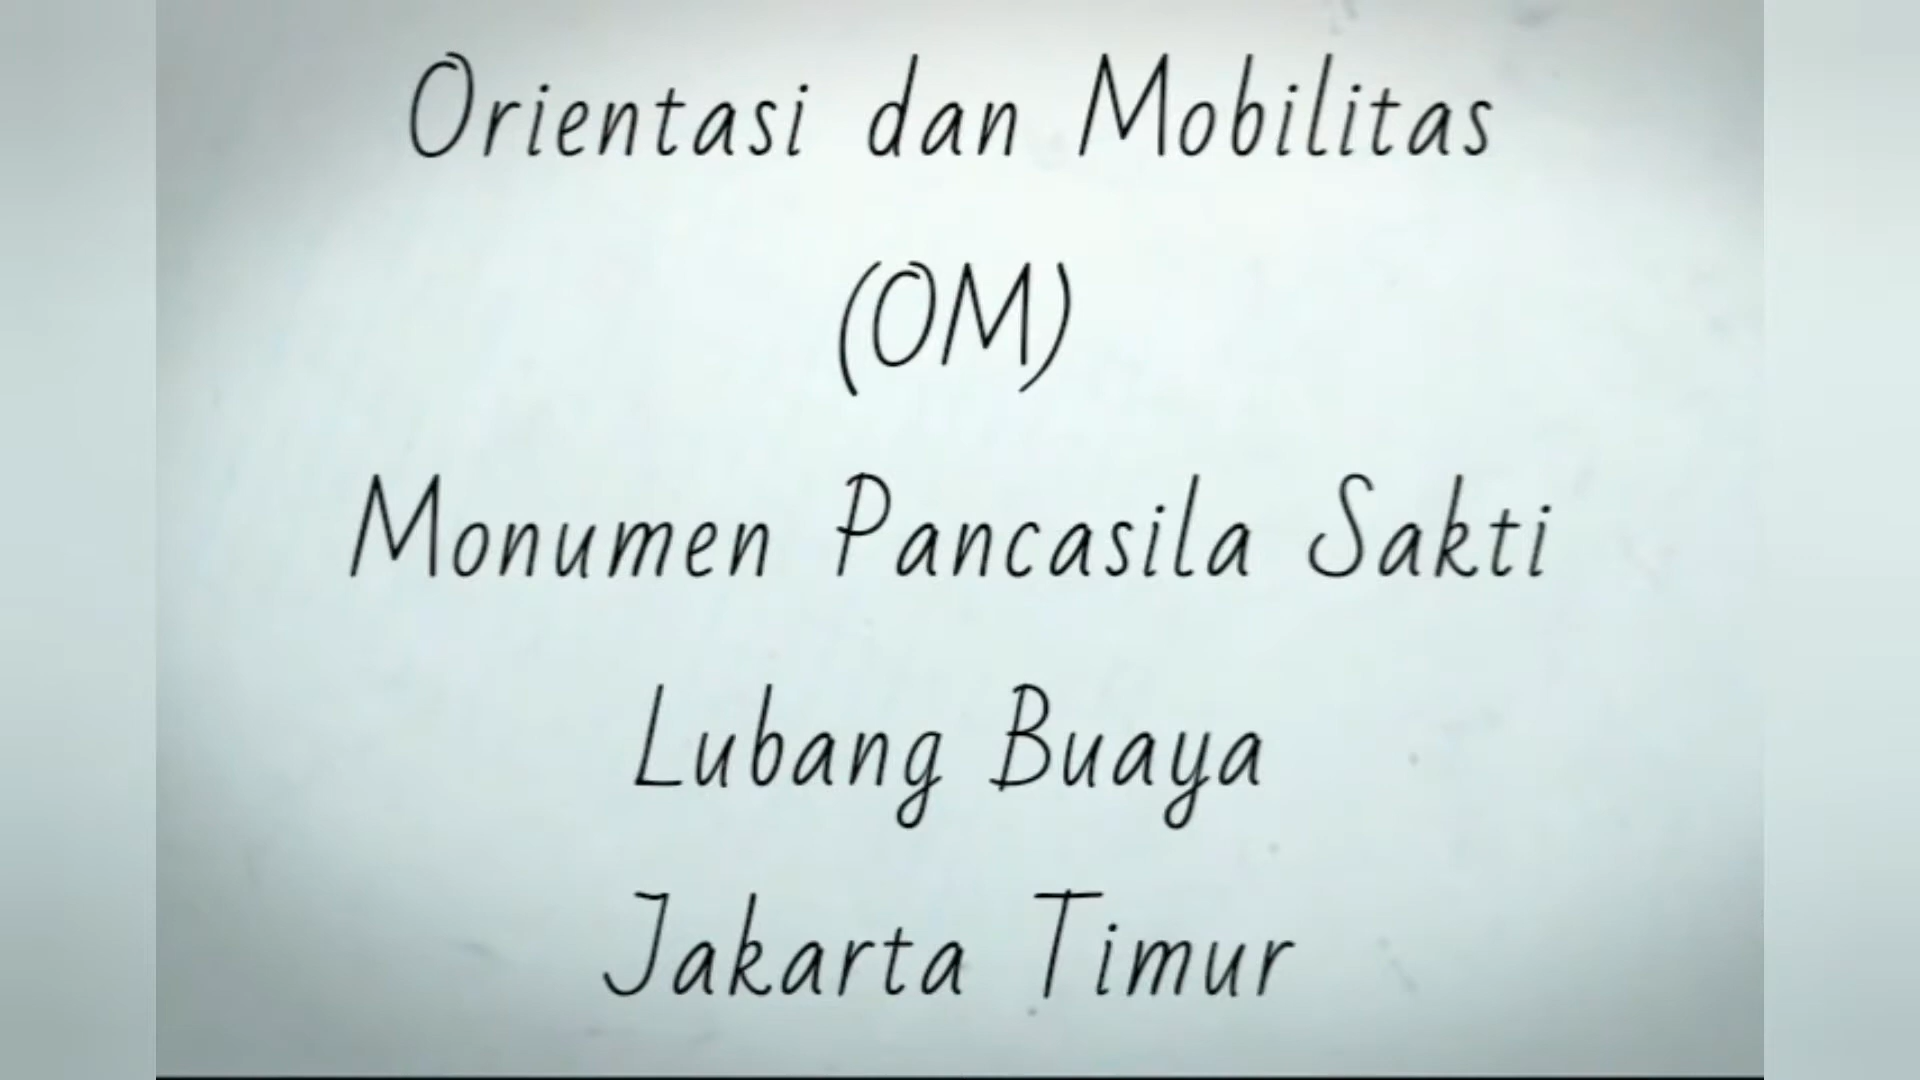 Orientasi dan Mobilitas
(OM)
Monumen Pancasila Sakti
Lubang Buaya
Jakarta Timur